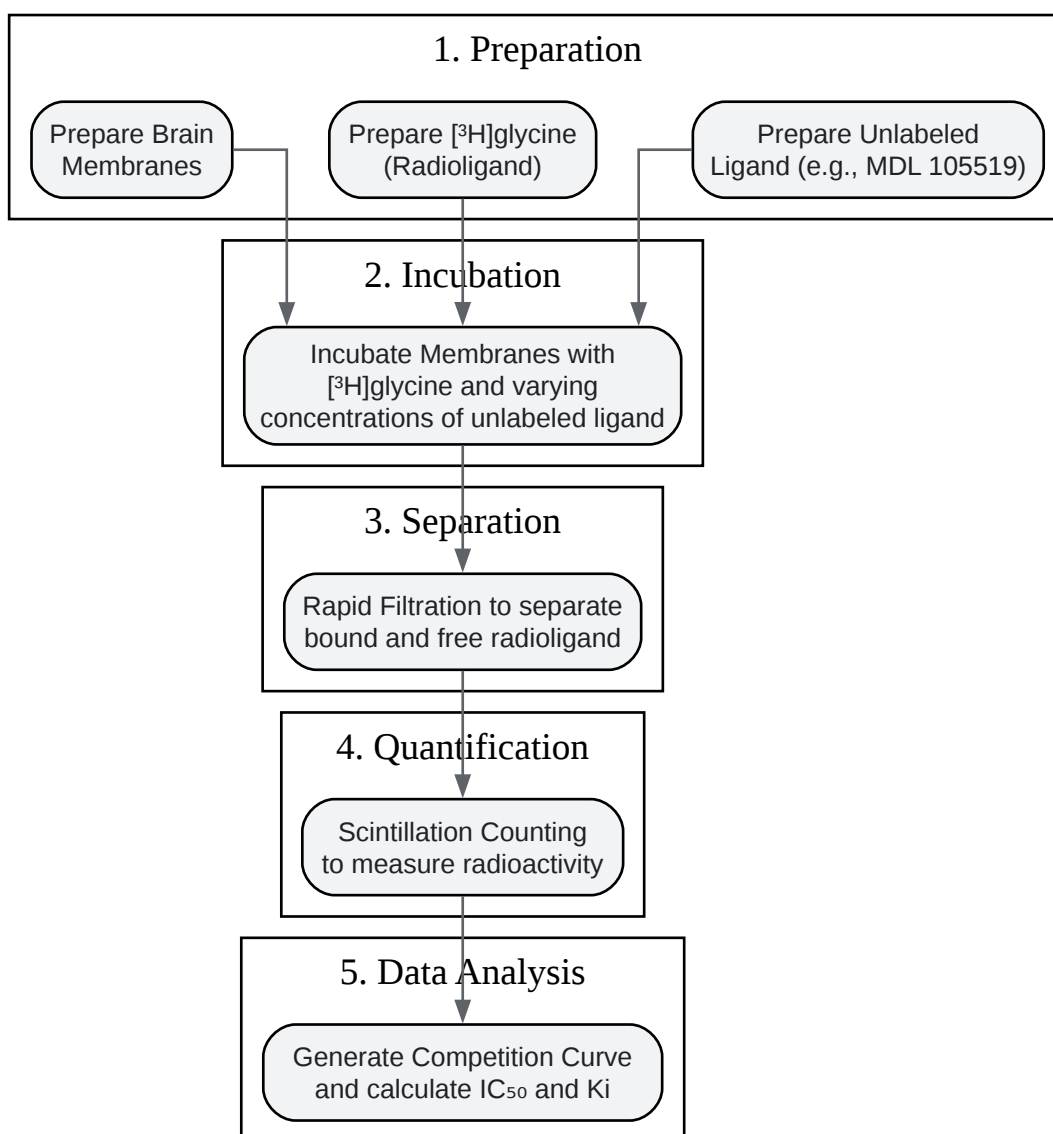 1. Preparation
Prepare Brain
Membranes
Prepare [³H]glycine
(Radioligand)
Prepare Unlabeled
Ligand (e.g., MDL 105519)
2. Incubation
Incubate Membranes with
[³H]glycine and varying
concentrations of unlabeled ligand
3. Separation
Rapid Filtration to separate
bound and free radioligand
4. Quantification
Scintillation Counting
to measure radioactivity
5. Data Analysis
Generate Competition Curve
and calculate IC₅₀ and Ki